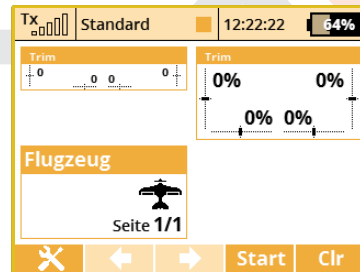 Tx Standard 12:22:22 64%
Trim
0 0 0 0
Trim
0% 0%
0% 0%
Flugzeug
Seite 1/1
Start Clr